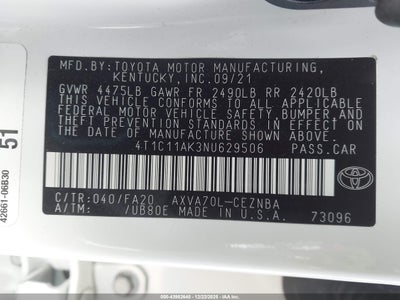 MFD.BY:TOYOTA MOTOR MANUFACTURING,
KENTUCKY, INC. 09/21
GVWR 4475LB GAWR FR 2490LB RR 2420LB
THIS VEHICLE CONFORMS TO ALL APPLICABLE
FEDERAL MOTOR VEHICLE SAFETY, BUMPER, AND
THEFT PREVENTION STANDARDS IN EFFECT ON
THE DATE OF MANUFACTURE SHOWN ABOVE.
4T1C11AK3NU629506 PASS.CAR
C/TR:040/FA20 AXVA70L-CEZNBA
A/TM: /UB80E MADE IN U.S.A. 73096
TOYOTA
42661-06B30
51